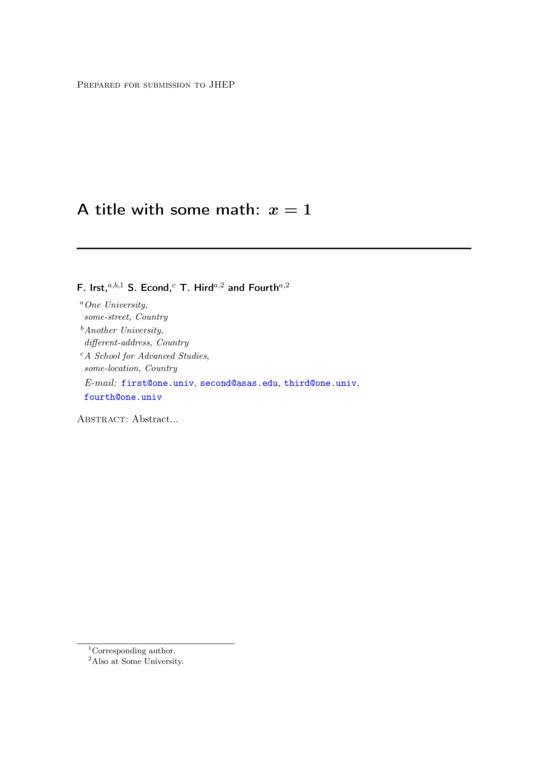 Prepared for submission to JHEP
A title with some math: x = 1
F. Irst,^{a,b,1} S. Econd,^{c} T. Hird^{a,2} and Fourth^{a,2}
^{a}One University,
some-street, Country
^{b}Another University,
different-address, Country
^{c}A School for Advanced Studies,
some-location, Country
E-mail: first@one.univ, second@asas.edu, third@one.univ,
fourth@one.univ
Abstract: Abstract...
^{1}Corresponding author.
^{2}Also at Some University.